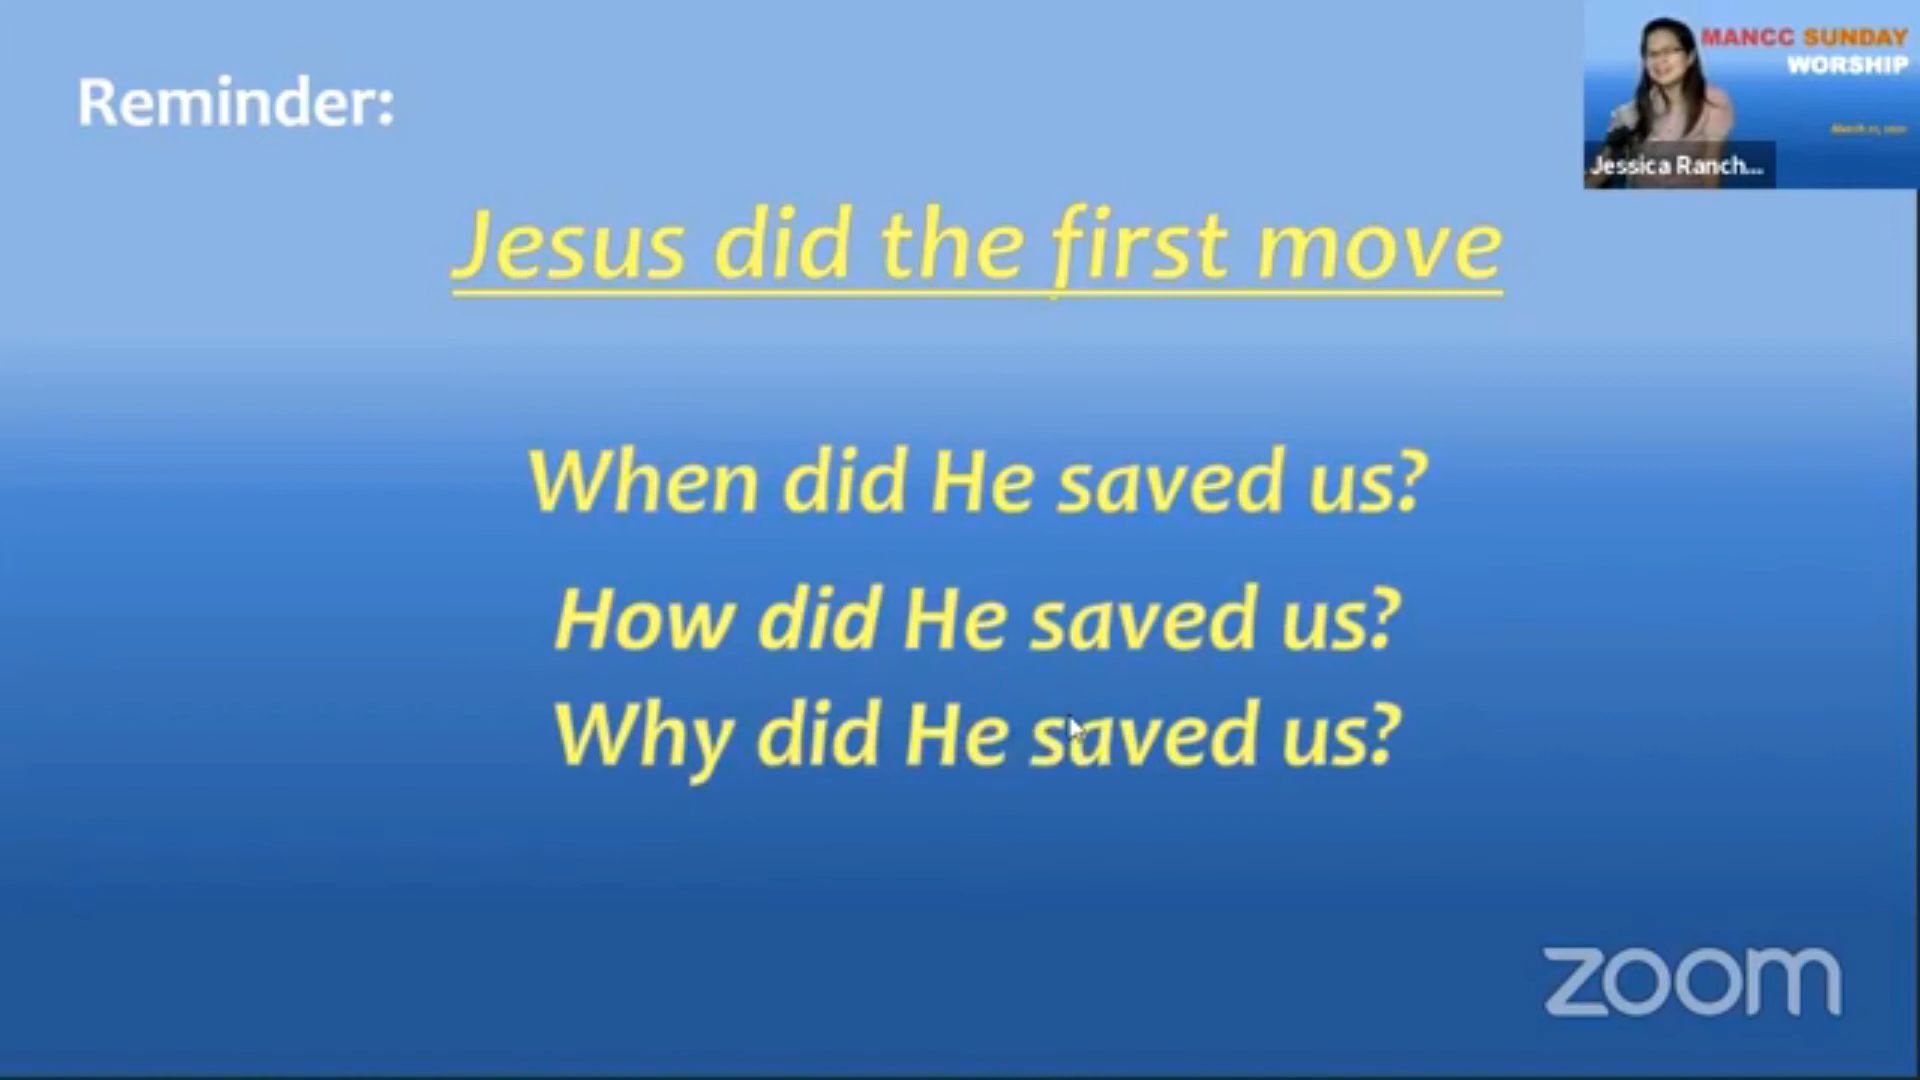 Reminder:
MANCC SUNDAY
WORSHIP
Jessica Ranch...
Jesus did the first move
When did He saved us?
How did He saved us?
Why did He saved us?
zoom